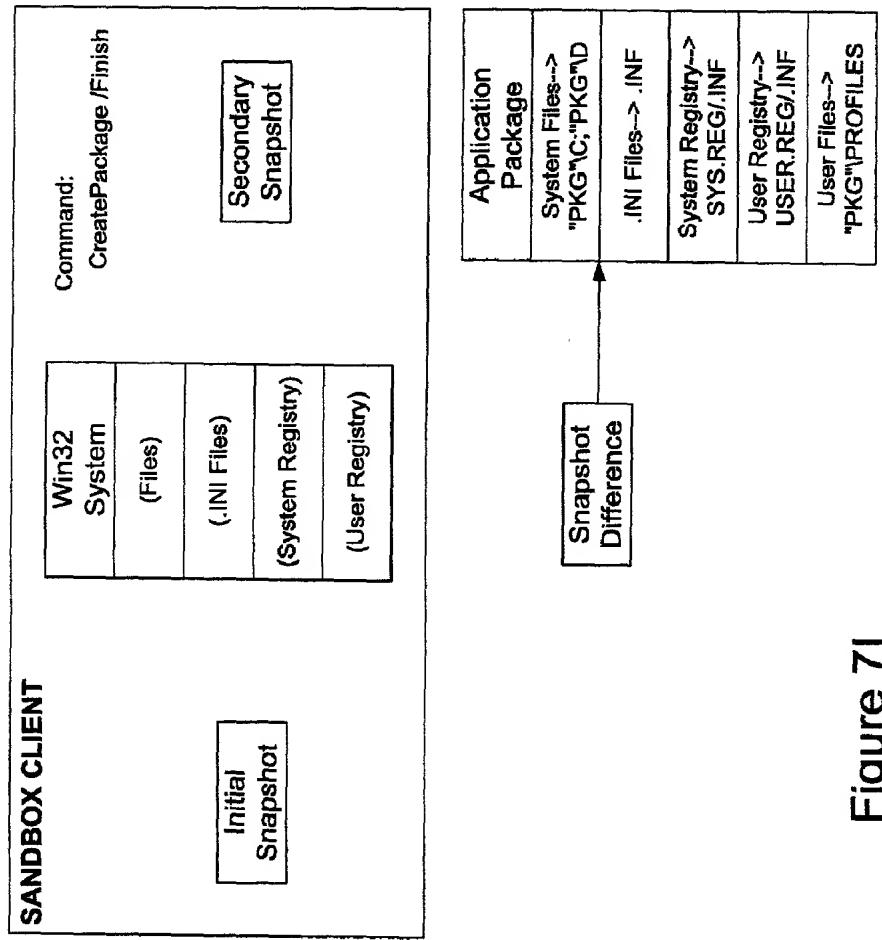 SANDBOX CLIENT
Initial
Snapshot
Win32
System
(Files)
(.INI Files)
(System Registry)
(User Registry)
Command:
CreatePackage /Finish
Secondary
Snapshot
Snapshot
Difference
Application
Package
System Files-->
"PKG"\C;"PKG"\D
.INI Files--> .INF
System Registry-->
SYS.REG/.INF
User Registry-->
USER.REG/.INF
User Files-->
"PKG"\PROFILES
Figure 7I